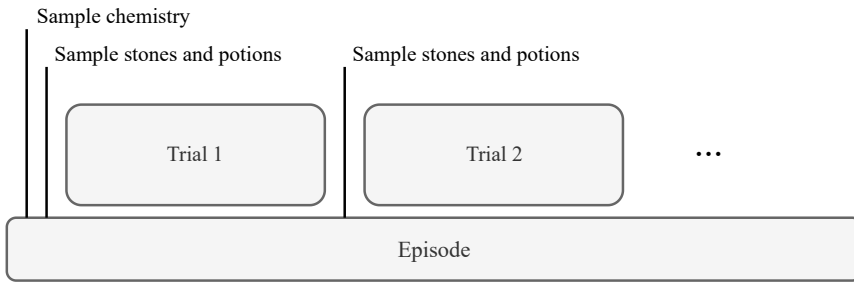 Sample chemistry
Sample stones and potions
Sample stones and potions
Trial 1
Trial 2
...
Episode